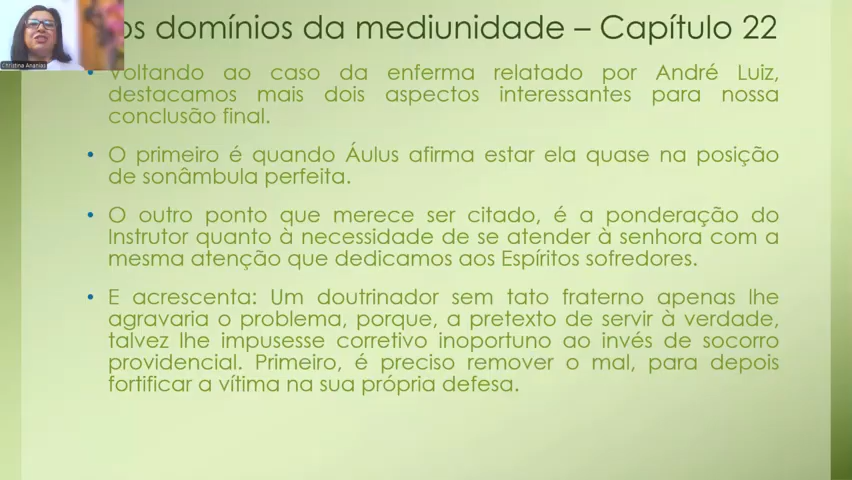 os domínios da mediunidade – Capítulo 22
Christina Ananias
• Voltando ao caso da enferma relatado por André Luiz,
destacamos mais dois aspectos interessantes para nossa
conclusão final.
• O primeiro é quando Áulus afirma estar ela quase na posição
de sonâmbula perfeita.
• O outro ponto que merece ser citado, é a ponderação do
Instrutor quanto à necessidade de se atender à senhora com a
mesma atenção que dedicamos aos Espíritos sofredores.
• E acrescenta: Um doutrinador sem tato fraterno apenas lhe
agravaria o problema, porque, a pretexto de servir à verdade,
talvez lhe impusesse corretivo inoportuno ao invés de socorro
providencial. Primeiro, é preciso remover o mal, para depois
fortificar a vítima na sua própria defesa.